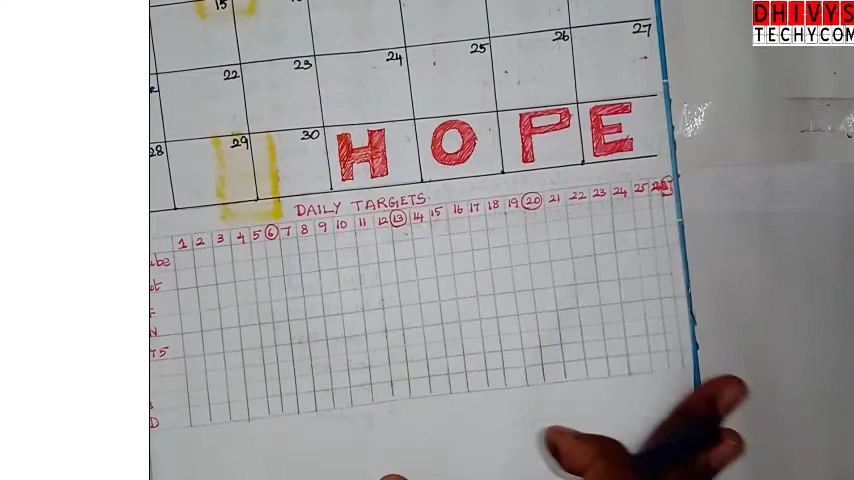 DHIVYS
TECHYCOM
15
22 23 24 25 26 27
28 29 30 HOPE
DAILY TARGETS
1 2 3 4 5 6 7 8 9 10 11 12 13 14 15 16 17 18 19 20 21 22 23 24 25
ube